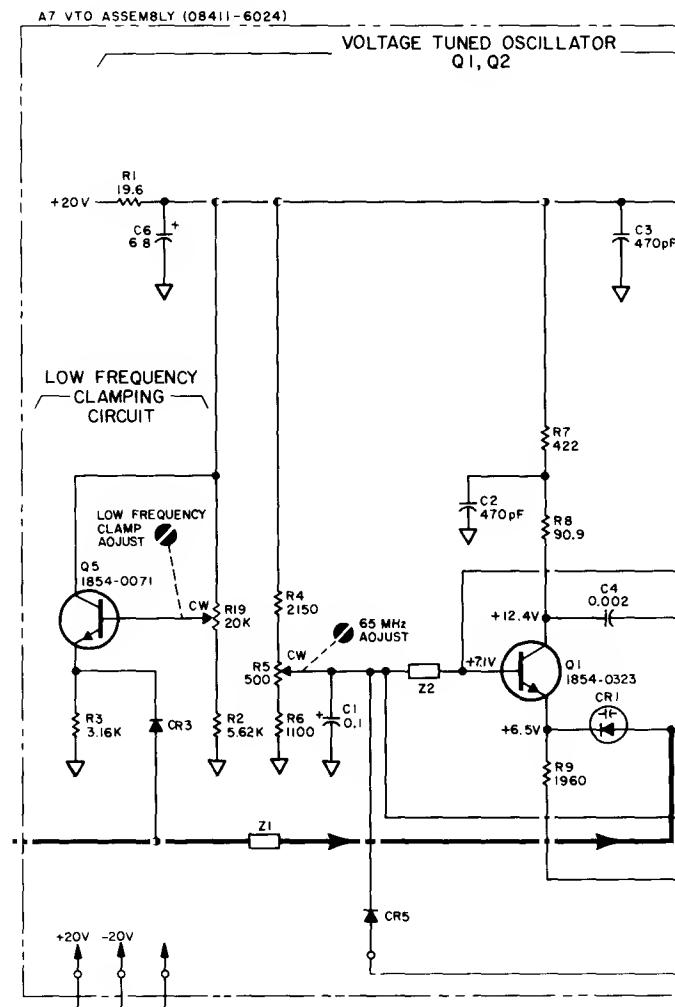 A7 VTO ASSEMBLY (08411-6024)
VOLTAGE TUNED OSCILLATOR
Q1, Q2
R1
19.6
+20V
C6
6.8
+
C3
470pF
LOW FREQUENCY
CLAMPING
CIRCUIT
R7
422
C2
470pF
R8
90.9
LOW FREQUENCY
CLAMP
ADJUST
Q5
1854-0071
CW
R19
20K
R4
2150
65 MHz
ADJUST
C4
0.002
+12.4V
R5
500
CW
Z2
+7.1V
Q1
1854-0323
CR1
R3
3.16K
CR3
R2
5.62K
R6
1100
+
C1
0.1
+6.5V
R9
1960
Z1
CR5
+20V
-20V